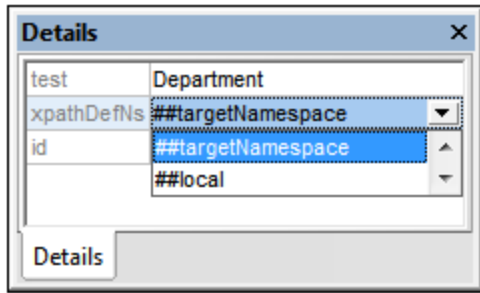 Details
test Department
xpathDefNs ##targetNamespace
id ##targetNamespace
##local
Details